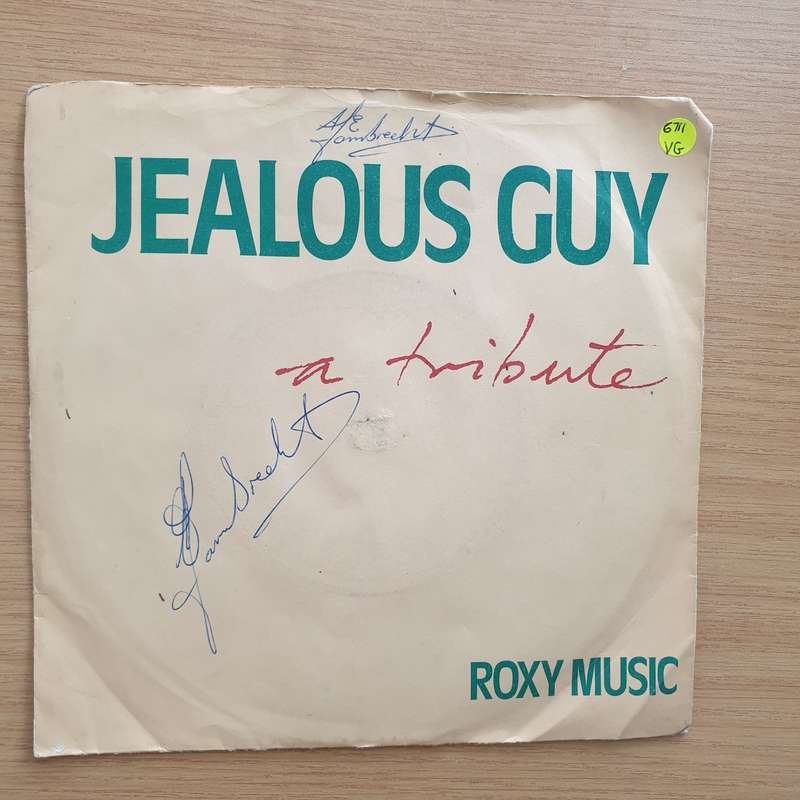 JEALOUS GUY
6711
VG
a tribute
ROXY MUSIC